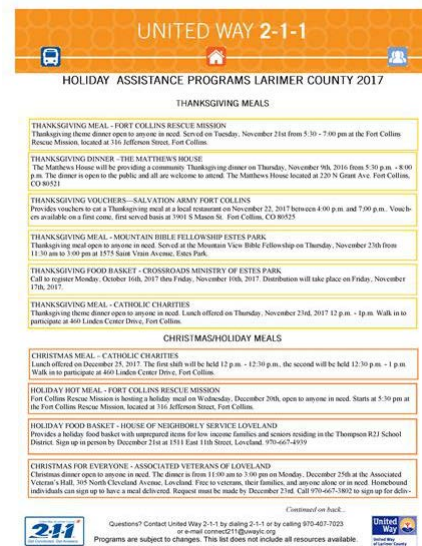 UNITED WAY 2-1-1
HOLIDAY ASSISTANCE PROGRAMS LARIMER COUNTY 2017
THANKSGIVING MEALS
THANKSGIVING MEAL - FORT COLLINS RESCUE MISSION
Thanksgiving theme dinner open to anyone in need. Served on Tuesday, November 21st from 5:30 - 7:00 pm at the Fort Collins
Rescue Mission, located at 316 Jefferson Street, Fort Collins.
THANKSGIVING DINNER -THE MATTHEWS HOUSE
The Matthews House will be providing a community Thanksgiving dinner on Thursday, November 9th, 2016 from 5:30 p.m. - 8:00
p.m. The dinner is open to the public and all are welcome to attend. The Matthews House located at 220 N Grant Ave. Fort Collins,
CO 80521
THANKSGIVING VOUCHERS—SALVATION ARMY FORT COLLINS
Provides vouchers to eat a Thanksgiving meal at a local restaurant on November 22, 2017 between 4:00 p.m. and 7:00 p.m.. Vouch-
ers available on a first come, first served basis at 3901 S Mason St. Fort Collins, CO 80525
THANKSGIVING MEAL - MOUNTAIN BIBLE FELLOWSHIP ESTES PARK
Thanksgiving meal open to anyone in need. Served at the Mountain View Bible Fellowship on Thursday, November 23th from
11:30 am to 3:00 pm at 1575 Saint Vrain Avenue, Estes Park.
THANKSGIVING FOOD BASKET - CROSSROADS MINISTRY OF ESTES PARK
Call to register Monday, October 16th, 2017 thru Friday, November 10th, 2017. Distribution will take place on Friday, November
17th, 2017.
THANKSGIVING MEAL - CATHOLIC CHARITIES
Thanksgiving theme dinner open to anyone in need. Lunch offered on Thursday, November 23rd, 2017 12 p.m. - 1p.m. Walk in to
participate at 460 Linden Center Drive, Fort Collins.
CHRISTMAS/HOLIDAY MEALS
CHRISTMAS MEAL - CATHOLIC CHARITIES
Lunch offered on December 25, 2017. The first shift will be held 12 p.m. - 12:30 p.m., the second will be held 12:30 p.m. - 1 p.m.
Walk in to participate at 460 Linden Center Drive, Fort Collins.
HOLIDAY HOT MEAL - FORT COLLINS RESCUE MISSION
Fort Collins Rescue Mission is hosting a holiday meal on Wednesday, December 20th, open to anyone in need. Starts at 5:30 pm at
the Fort Collins Rescue Mission, located at 316 Jefferson Street, Fort Collins.
HOLIDAY FOOD BASKET - HOUSE OF NEIGHBORLY SERVICE LOVELAND
Provides a holiday food basket with unprepared items for low income families and seniors residing in the Thompson R2J School
District. Sign up in person by December 21st at 1511 East 11th Street, Loveland. 970-667-4939
CHRISTMAS FOR EVERYONE - ASSOCIATED VETERANS OF LOVELAND
Christmas dinner open to anyone in need. The dinner is from 11:00 am to 3:00 pm on Monday, December 25th at the Associated
Veteran's Hall, 305 North Cleveland Avenue, Loveland. Free to veterans, their families, and anyone alone or in need. Homebound
individuals can sign up to have a meal delivered. Request must be made by December 23rd. Call 970-667-3802 to sign up for deliv-
Continued on back...
211
Questions? Contact United Way 2-1-1 by dialing 2-1-1 or by calling 970-407-7023
or e-mail connect211@uwaylc.org
Programs are subject to changes. This list does not include all resources available.
United
Way
United Way
of Larimer County